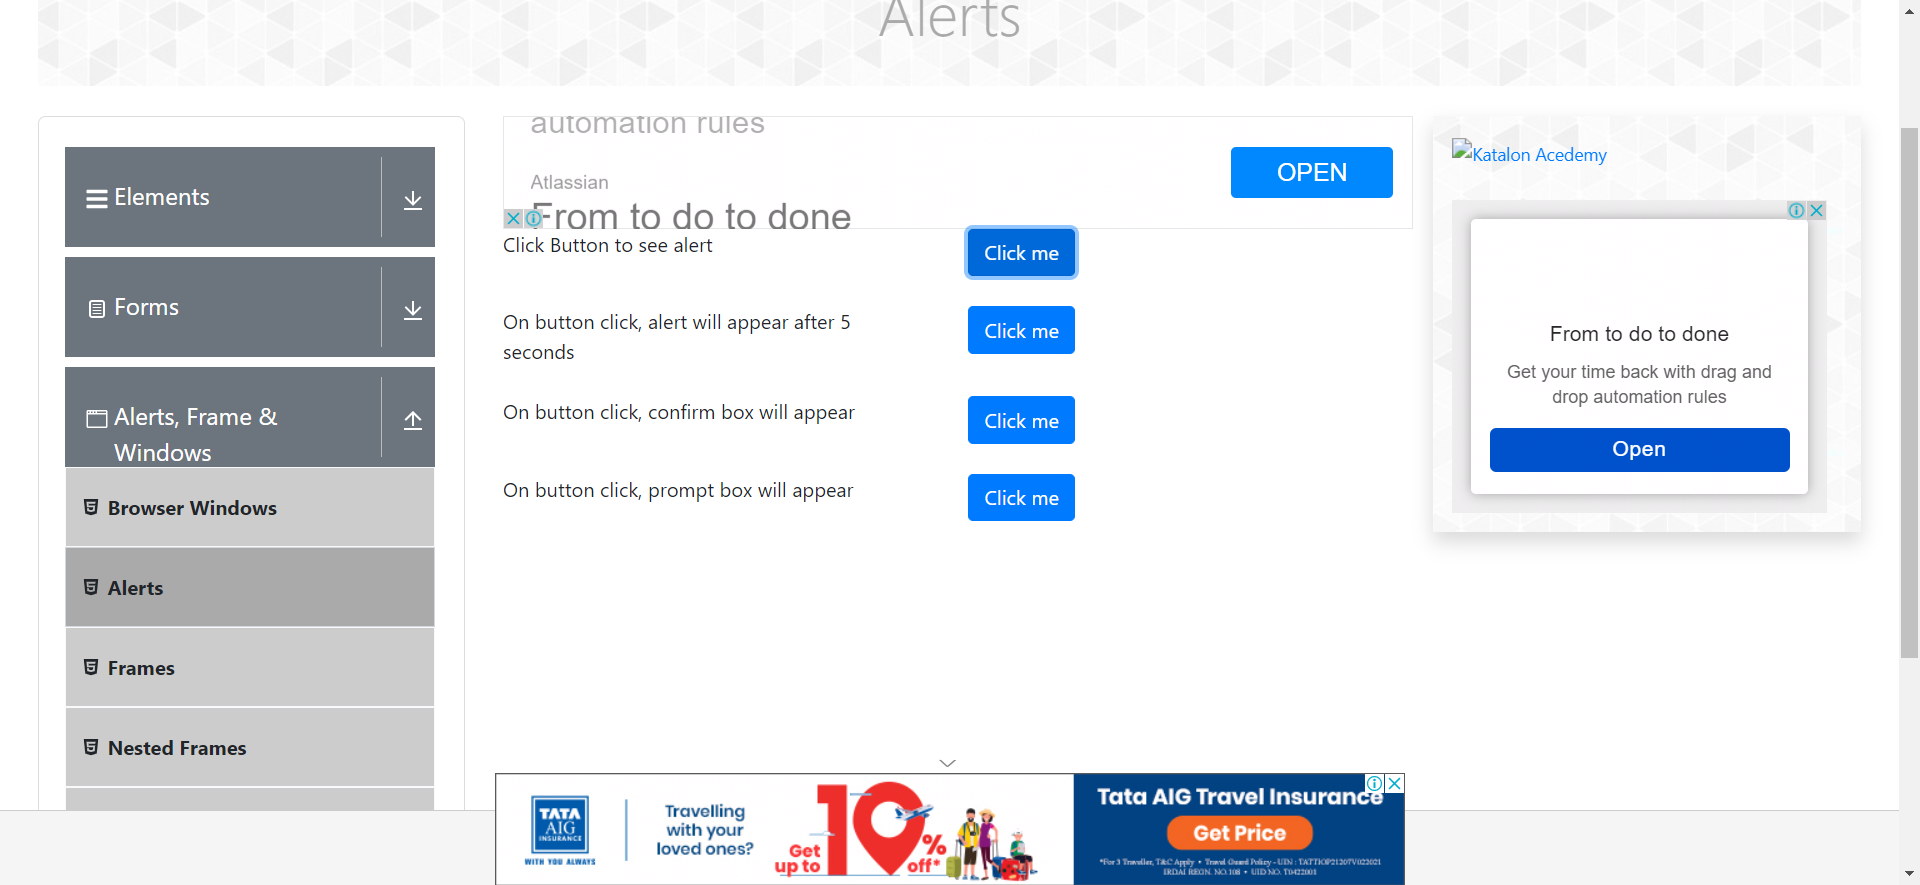 Alerts
Elements
Forms
Alerts, Frame &
Windows
Browser Windows
Alerts
Frames
Nested Frames
automation rules
Atlassian
From to do to done
OPEN
Click Button to see alert
Click me
On button click, alert will appear after 5
seconds
Click me
On button click, confirm box will appear
Click me
On button click, prompt box will appear
Click me
Katalon Acedemy
From to do to done
Get your time back with drag and
drop automation rules
Open
TATA
AIG
INSURANCE
WITH YOU ALWAYS
Travelling
with your
loved ones?
Get
up to
10%
off*
Tata AIG Travel Insurance
Get Price
*For 3 Traveller, T&C Apply • Travel Guard Policy - UIN : TATTIOP21207V022021
IRDAI REGN. NO.108 • UID NO. T0422001